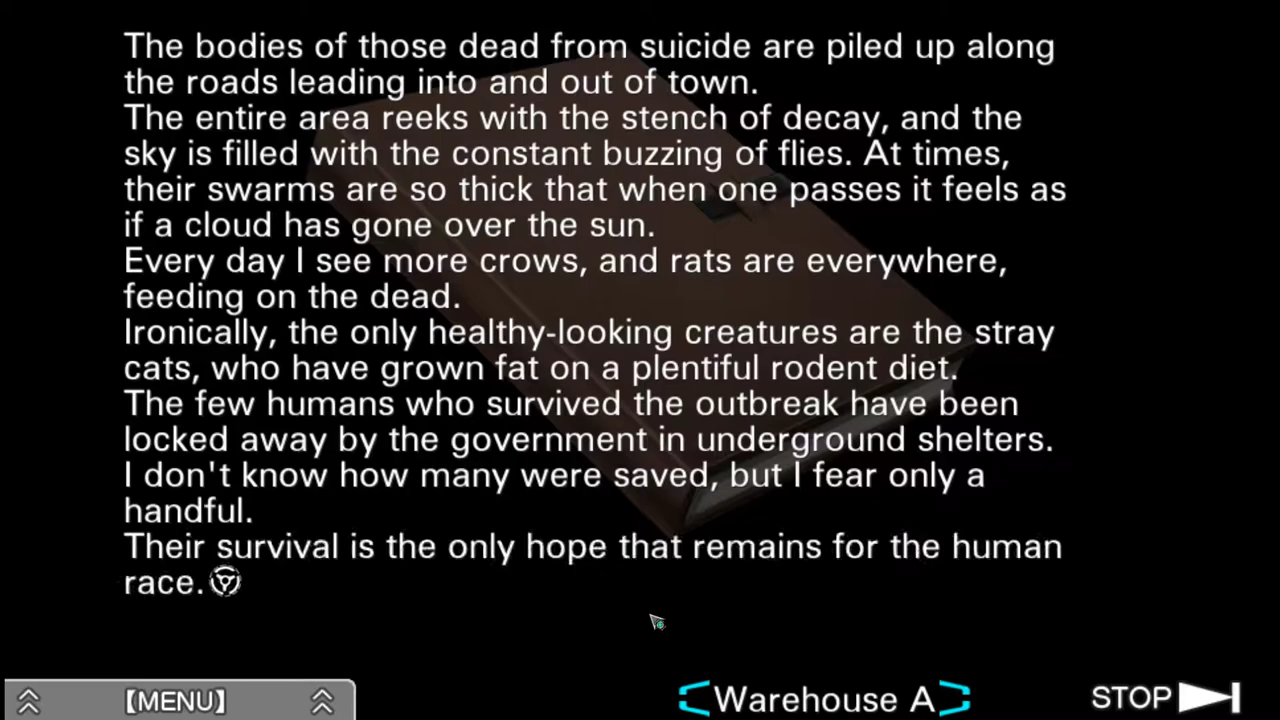 The bodies of those dead from suicide are piled up along
the roads leading into and out of town.
The entire area reeks with the stench of decay, and the
sky is filled with the constant buzzing of flies. At times,
their swarms are so thick that when one passes it feels as
if a cloud has gone over the sun.
Every day I see more crows, and rats are everywhere,
feeding on the dead.
Ironically, the only healthy-looking creatures are the stray
cats, who have grown fat on a plentiful rodent diet.
The few humans who survived the outbreak have been
locked away by the government in underground shelters.
I don't know how many were saved, but I fear only a
handful.
Their survival is the only hope that remains for the human
race.
【MENU】
Warehouse A
STOP